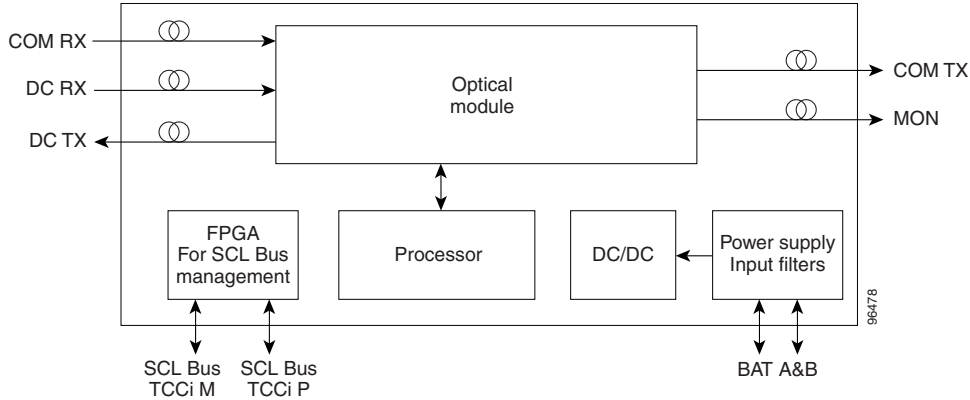 COM RX
DC RX
DC TX
Optical
module
COM TX
MON
FPGA
For SCL Bus
management
Processor
DC/DC
Power supply
Input filters
96478
SCL Bus
TCCi M
SCL Bus
TCCi P
BAT A&B